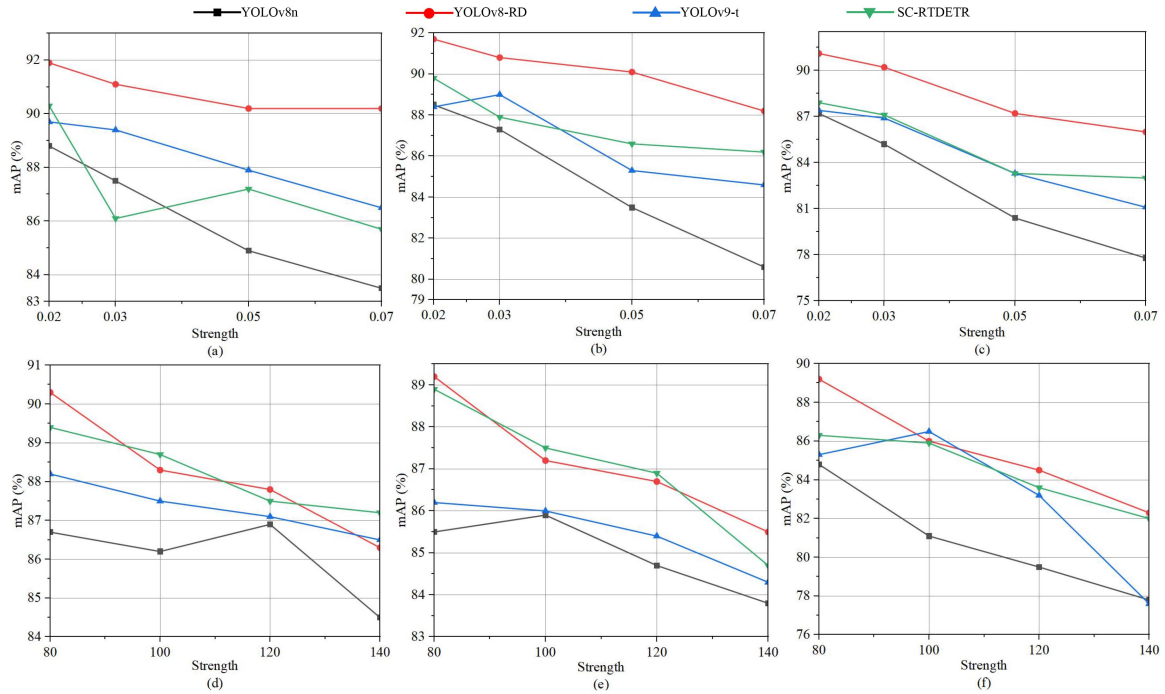 YOLOv8n YOLOv8-RD YOLOv9-t SC-RTDETR
mAP (%)
92
90
88
86
84
83
0.02 0.03 0.05 0.07
Strength
(a)
mAP (%)
92
90
88
86
84
82
80
79
0.02 0.03 0.05 0.07
Strength
(b)
mAP (%)
90
87
84
81
78
75
0.02 0.03 0.05 0.07
Strength
(c)
mAP (%)
91
90
89
88
87
86
85
84
80 100 120 140
Strength
(d)
mAP (%)
89
88
87
86
85
84
83
80 100 120 140
Strength
(e)
mAP (%)
90
88
86
84
82
80
78
76
80 100 120 140
Strength
(f)